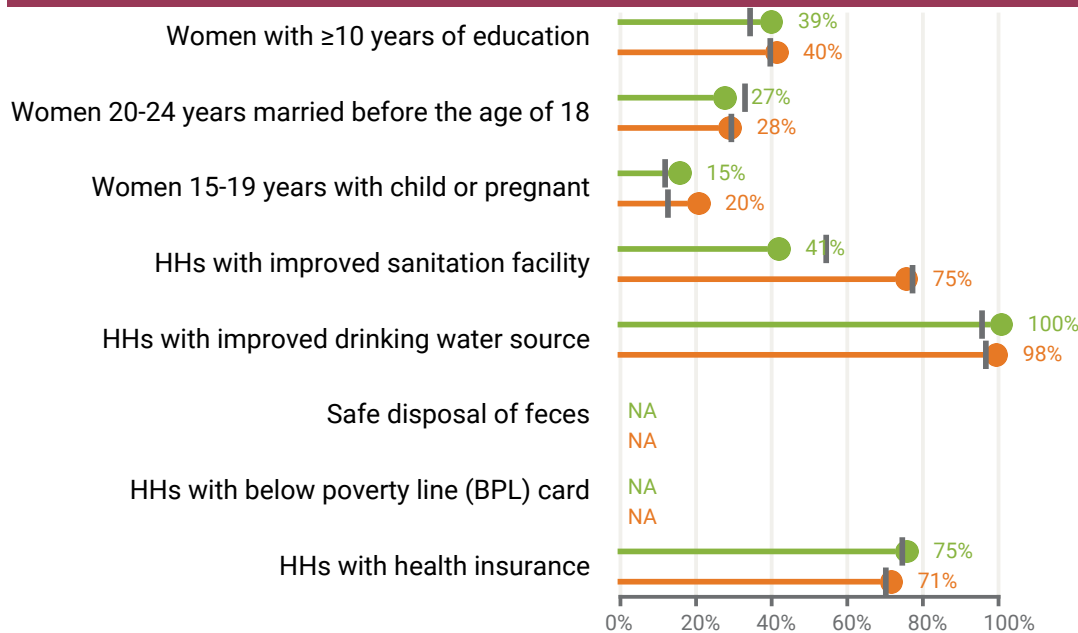 Women with ≥10 years of education
39%
40%
Women 20-24 years married before the age of 18
27%
28%
Women 15-19 years with child or pregnant
15%
20%
HHs with improved sanitation facility
41%
75%
HHs with improved drinking water source
100%
98%
Safe disposal of feces
NA
NA
HHs with below poverty line (BPL) card
NA
NA
HHs with health insurance
75%
71%
0% 20% 40% 60% 80% 100%